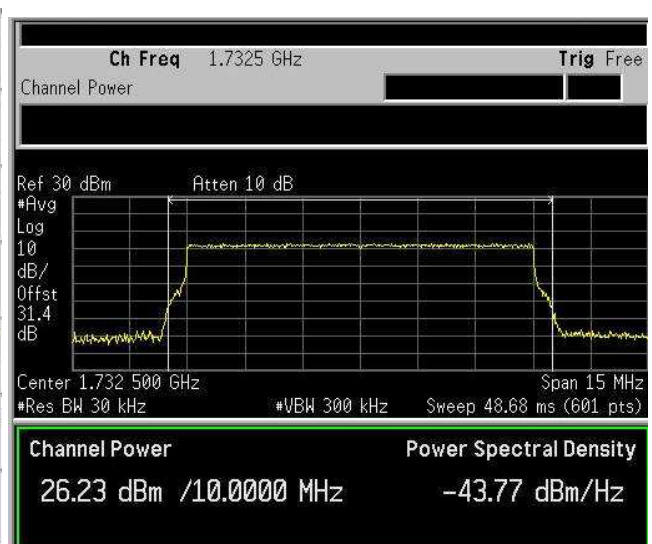 Ch Freq 1.7325 GHz Trig Free
Channel Power
Ref 30 dBm Atten 10 dB
#Avg
Log
10
dB/
Offst
31.4
dB
Center 1.732 500 GHz Span 15 MHz
#Res BW 30 kHz #VBW 300 kHz Sweep 48.68 ms (601 pts)
Channel Power Power Spectral Density
26.23 dBm /10.0000 MHz -43.77 dBm/Hz